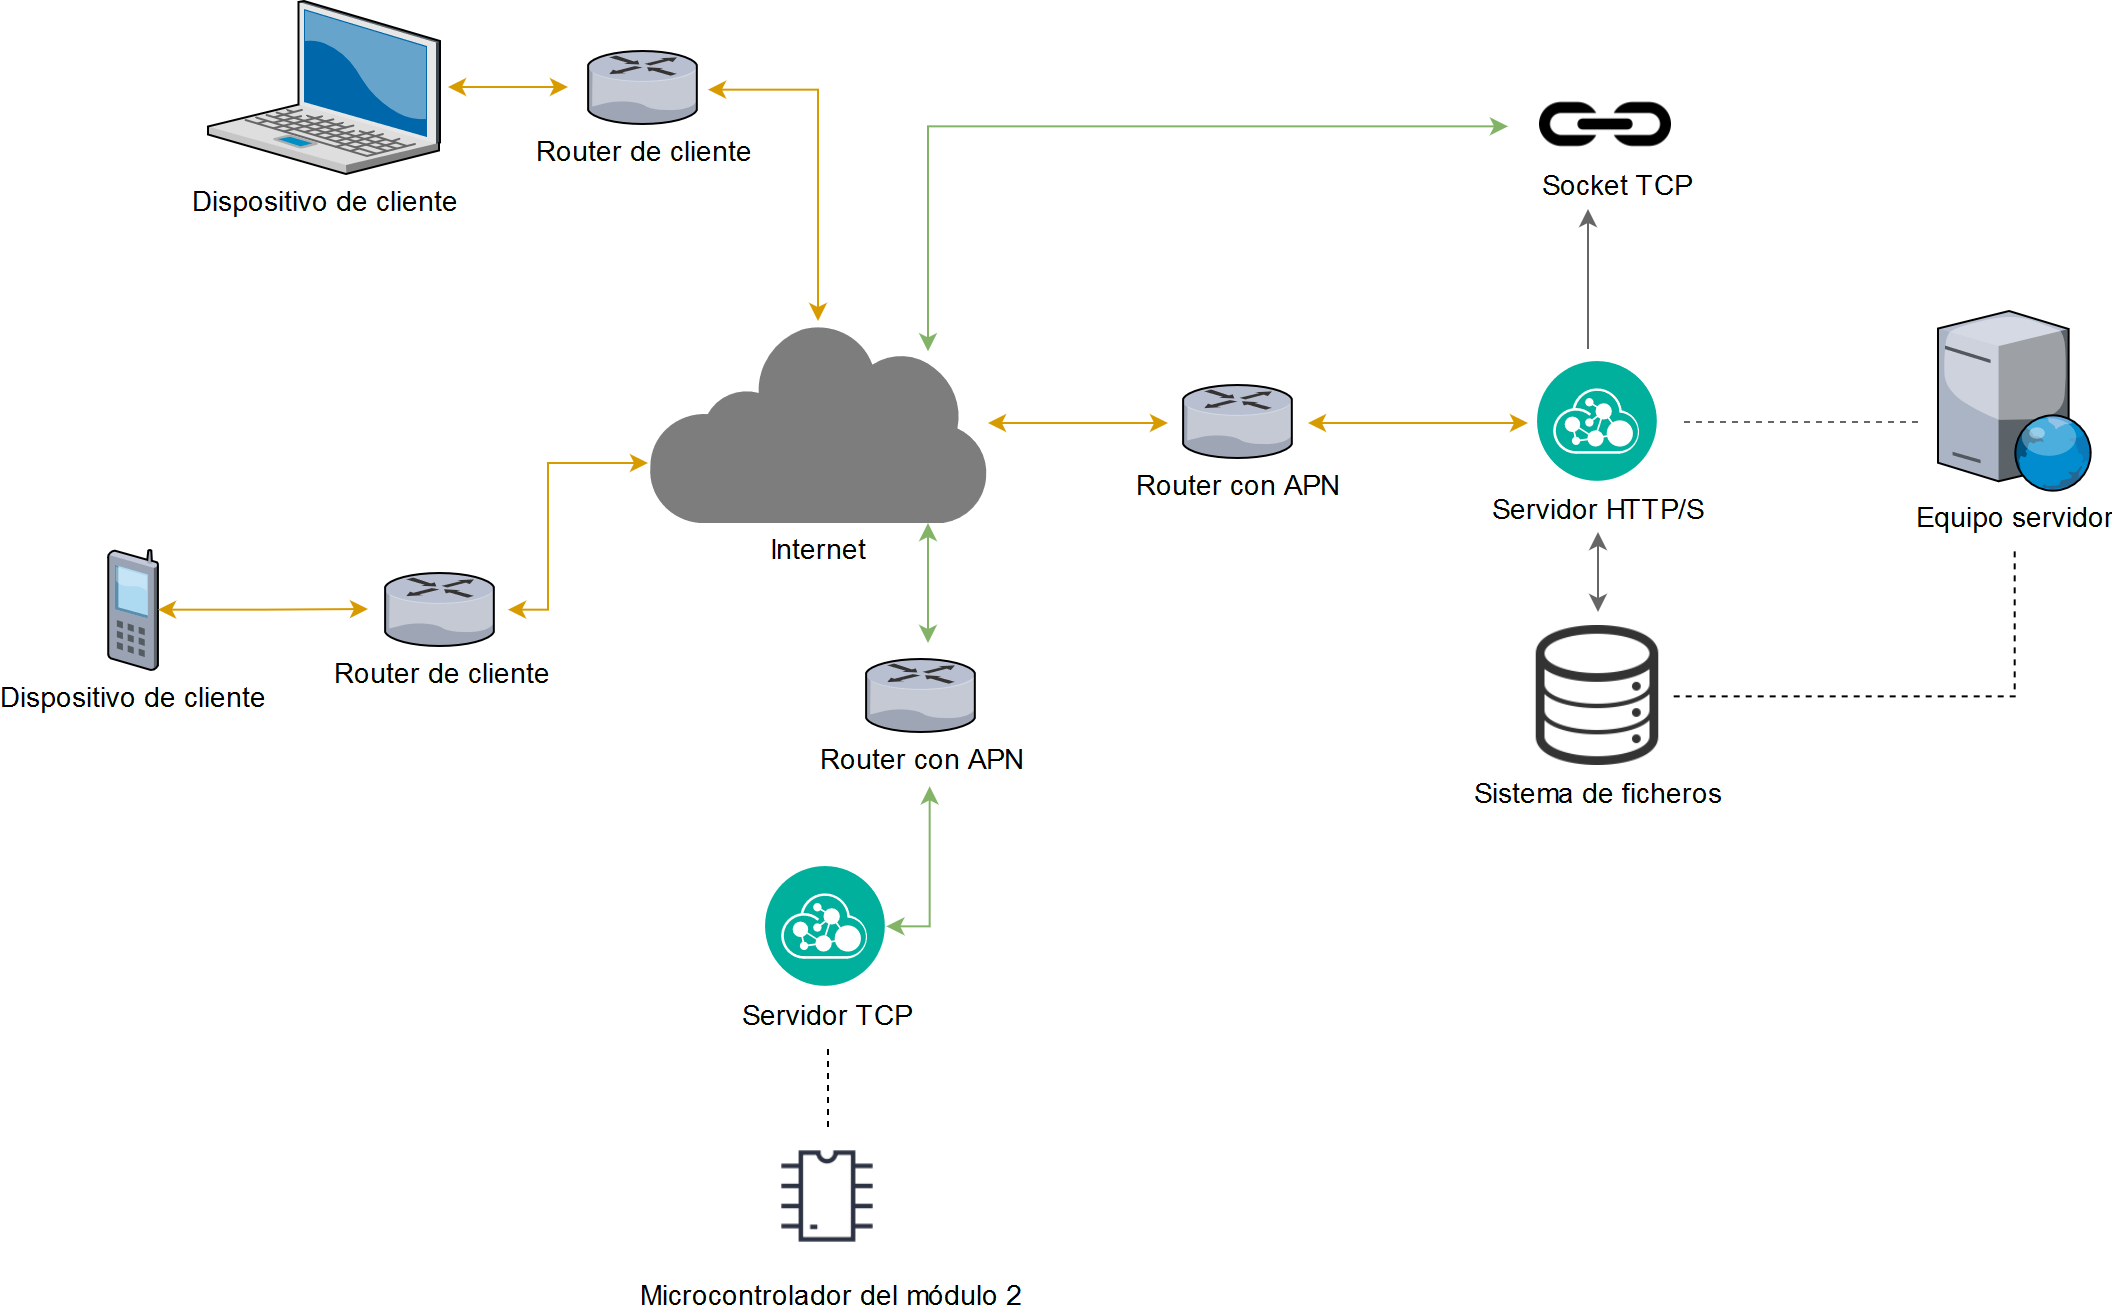 Router de cliente
Socket TCP
Dispositivo de cliente
Router con APN
Servidor HTTP/S
Equipo servidor
Internet
Router de cliente
Dispositivo de cliente
Router con APN
Sistema de ficheros
Servidor TCP
Microcontrolador del módulo 2